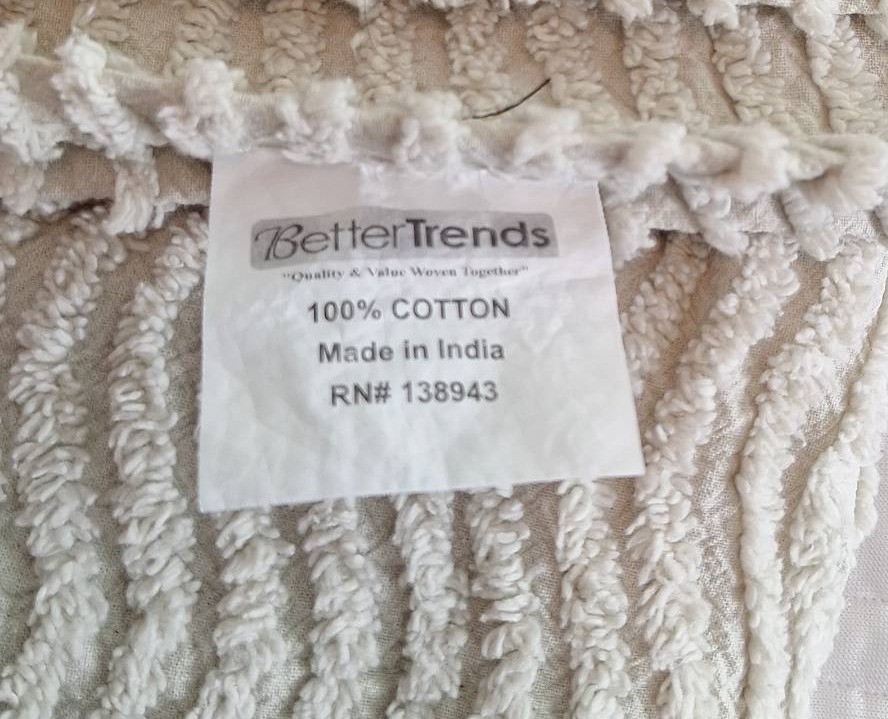 BetterTrends
"Quality & Value Woven Together"
100% COTTON
Made in India
RN# 138943